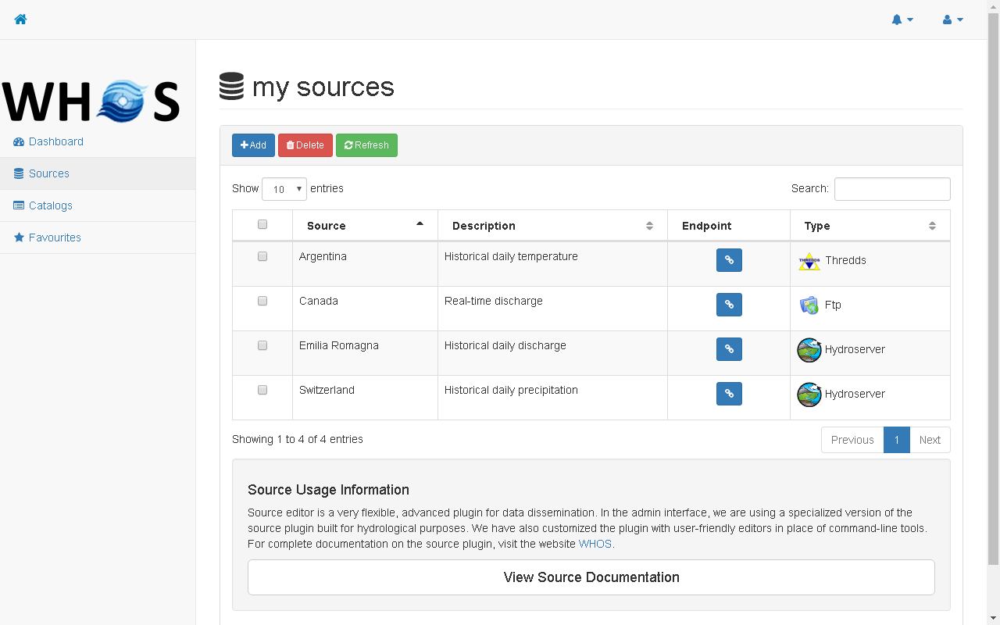 WHOS
Dashboard
Sources
Catalogs
Favourites
my sources
Add Delete Refresh
Show 10 entries Search:
Source Description Endpoint Type
Argentina Historical daily temperature THREDDS Thredds
Canada Real-time discharge Ftp
Emilia Romagna Historical daily discharge Hydroserver
Switzerland Historical daily precipitation Hydroserver
Showing 1 to 4 of 4 entries Previous 1 Next
Source Usage Information
Source editor is a very flexible, advanced plugin for data dissemination. In the admin interface, we are using a specialized version of the
source plugin built for hydrological purposes. We have also customized the plugin with user-friendly editors in place of command-line tools.
For complete documentation on the source plugin, visit the website WHOS.
View Source Documentation